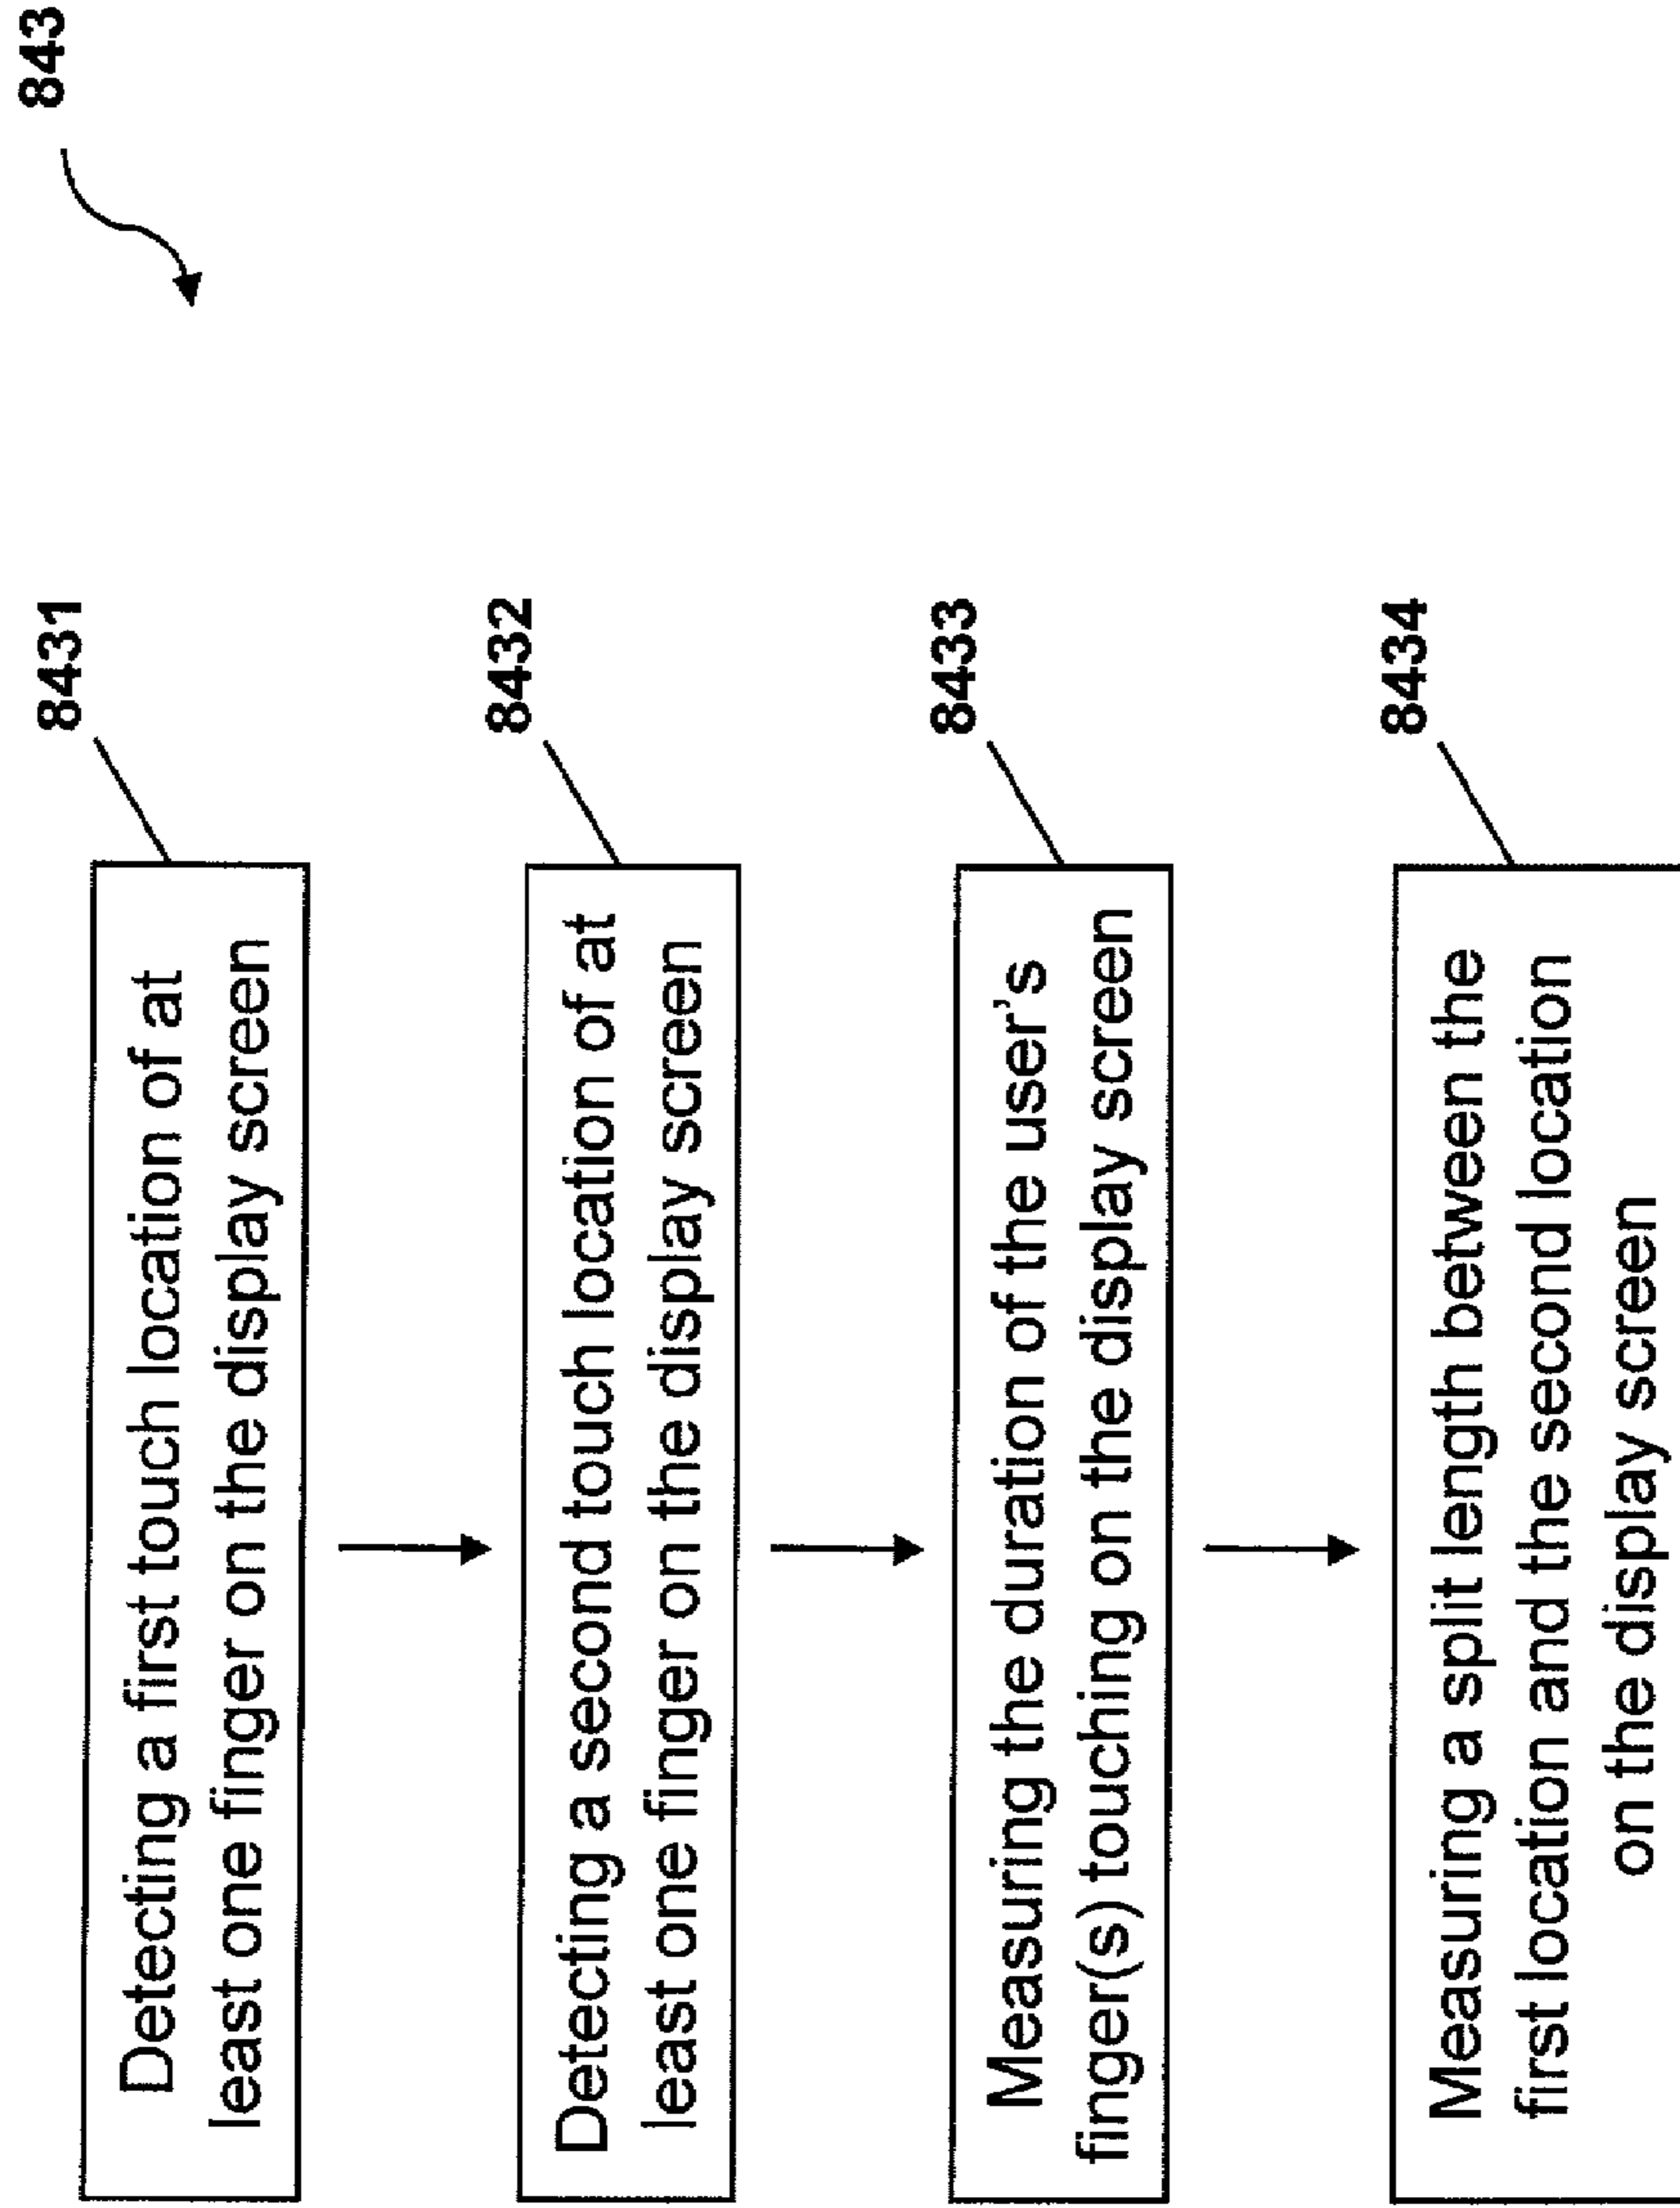 843
8431
Detecting a first touch location of at
least one finger on the display screen
8432
Detecting a second touch location of at
least one finger on the display screen
8433
Measuring the duration of the user's
finger(s) touching on the display screen
8434
Measuring a split length between the
first location and the second location
on the display screen